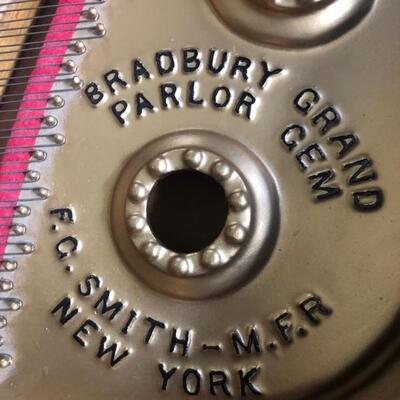 BRADBURY GRAND
PARLOR GEM
F.G. SMITH - M.F.R
NEW YORK